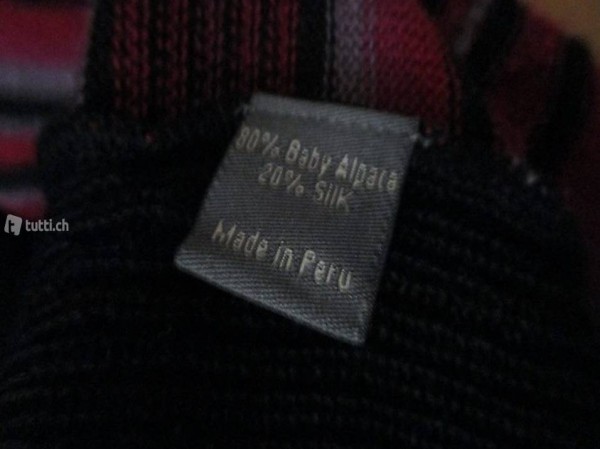 80% Baby Alpaca
20% Silk
Made in Peru
tutti.ch